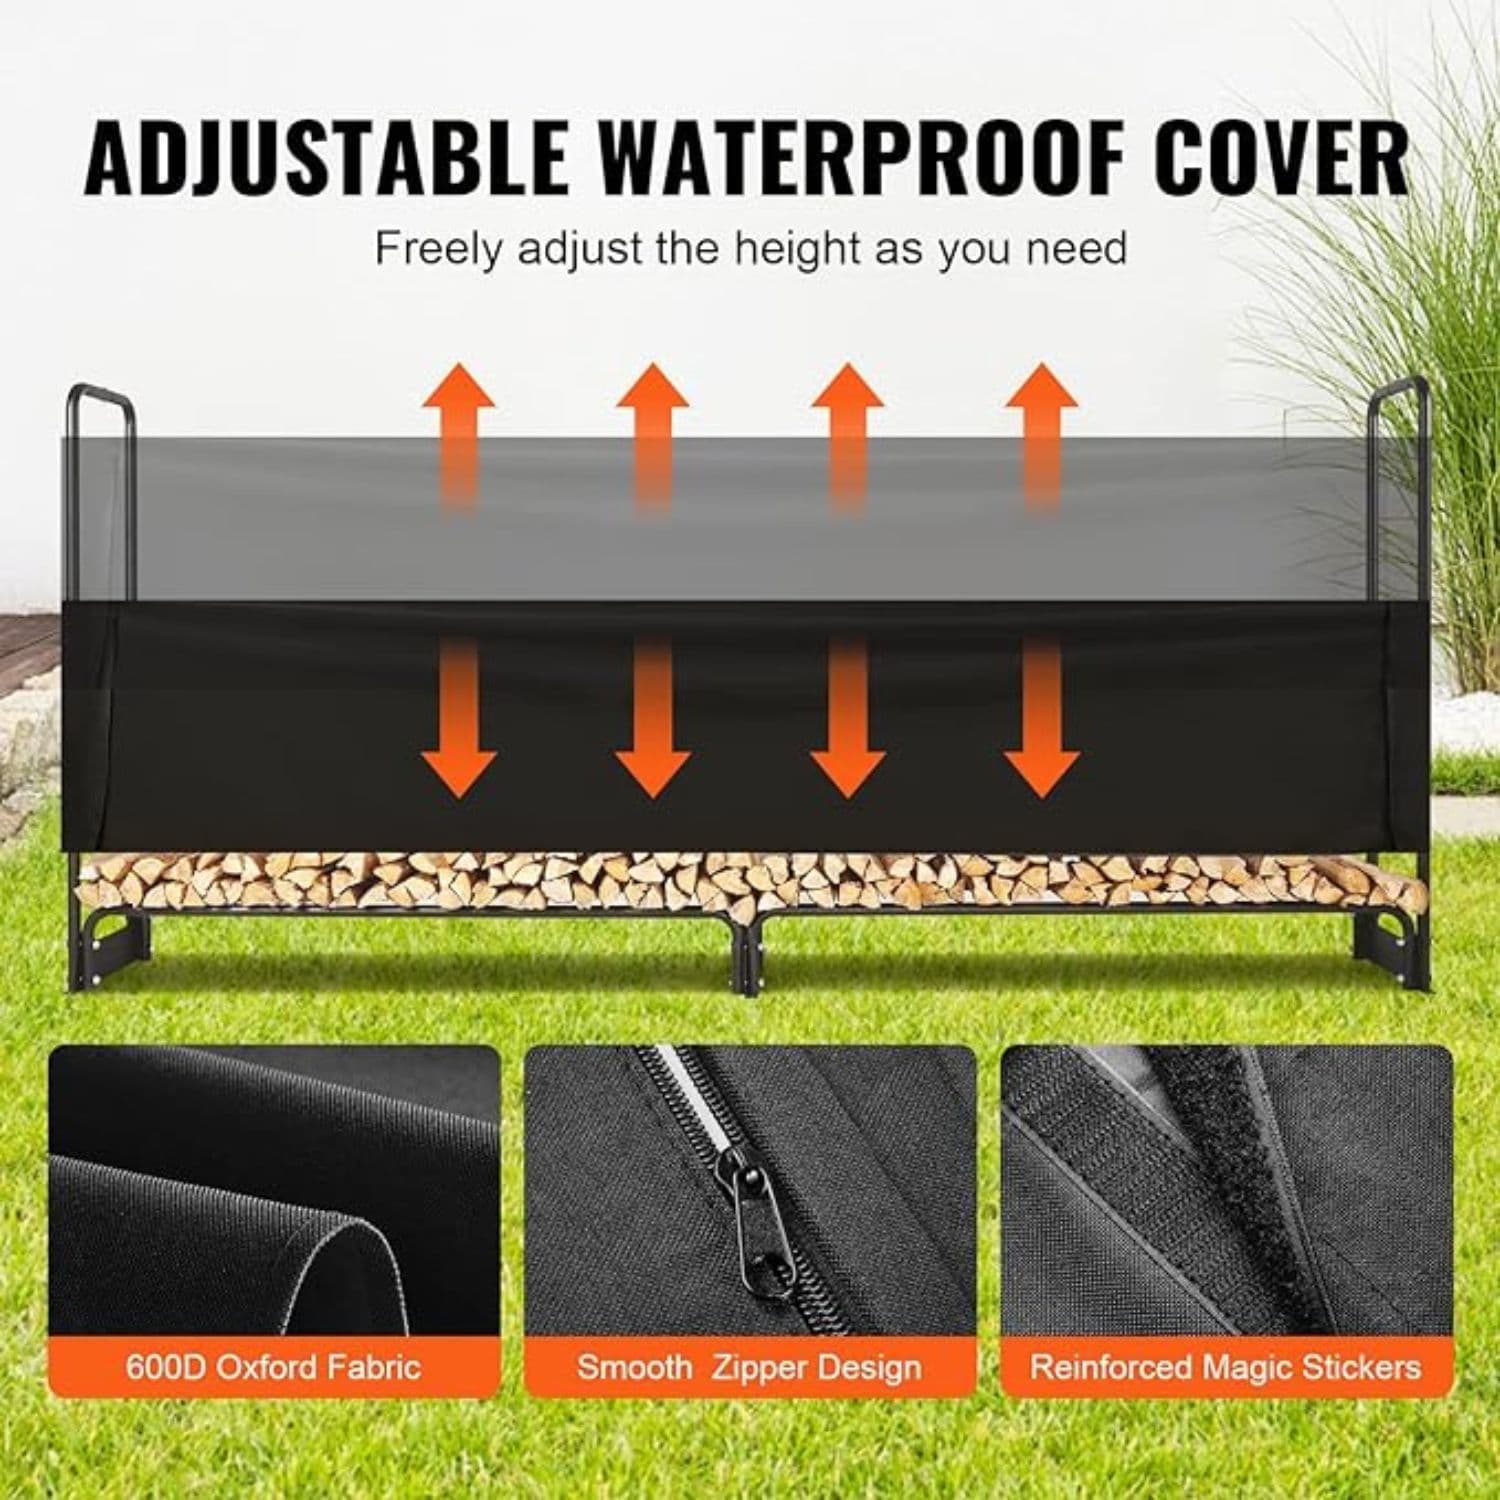 ADJUSTABLE WATERPROOF COVER
Freely adjust the height as you need
600D Oxford Fabric
Smooth Zipper Design
Reinforced Magic Stickers